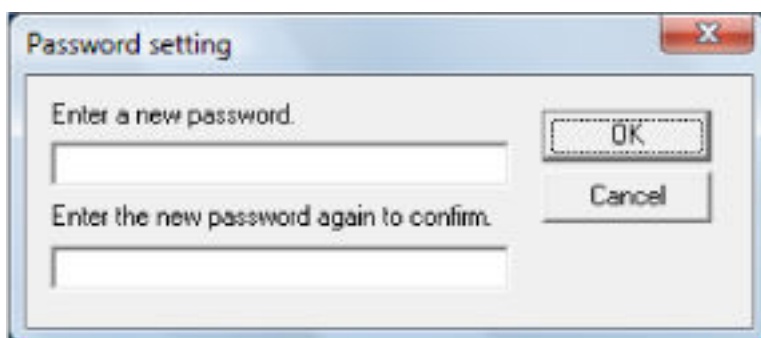 Password setting
Enter a new password.
OK
Cancel
Enter the new password again to confirm.